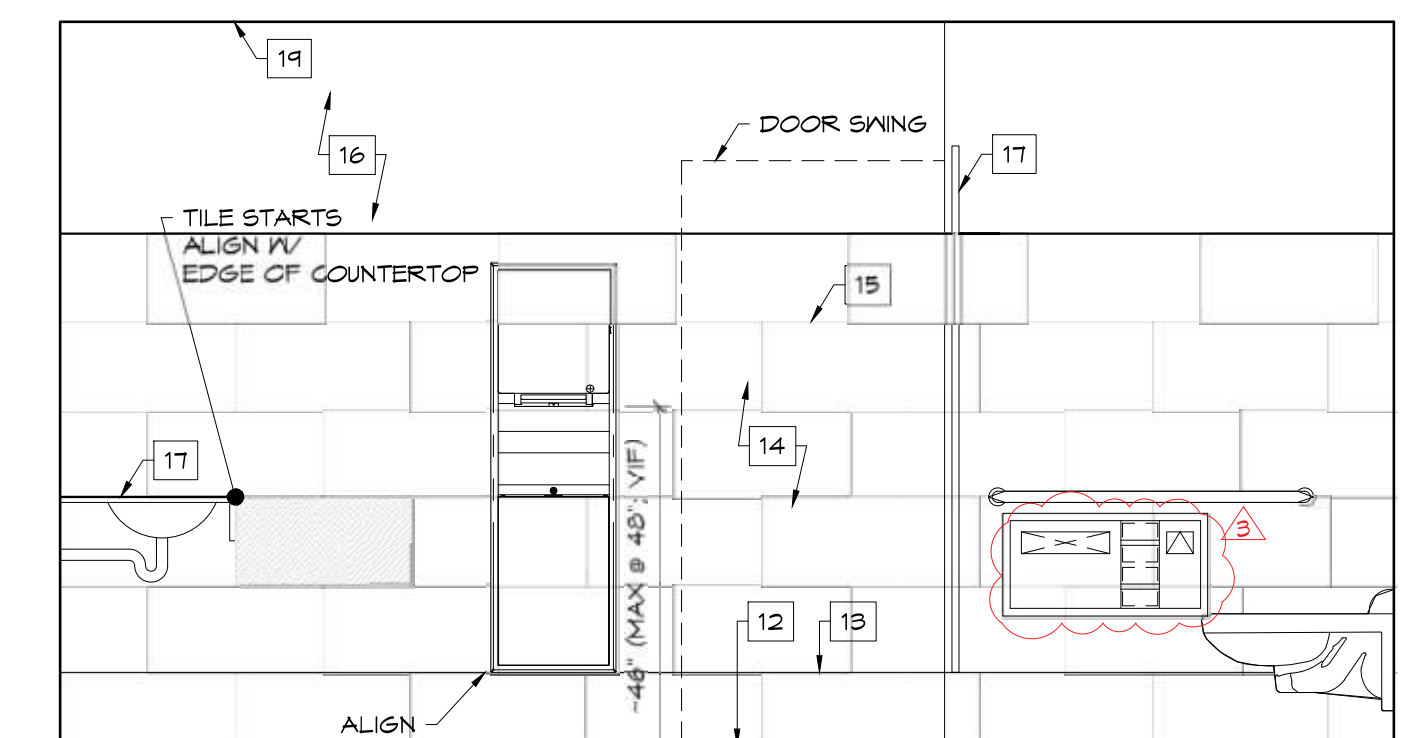 19
16
DOOR SWING
17
TILE STARTS
ALIGN W/
EDGE OF COUNTERTOP
15
14
17
~46" (MAX @ 48"; VIF)
3
12
13
ALIGN